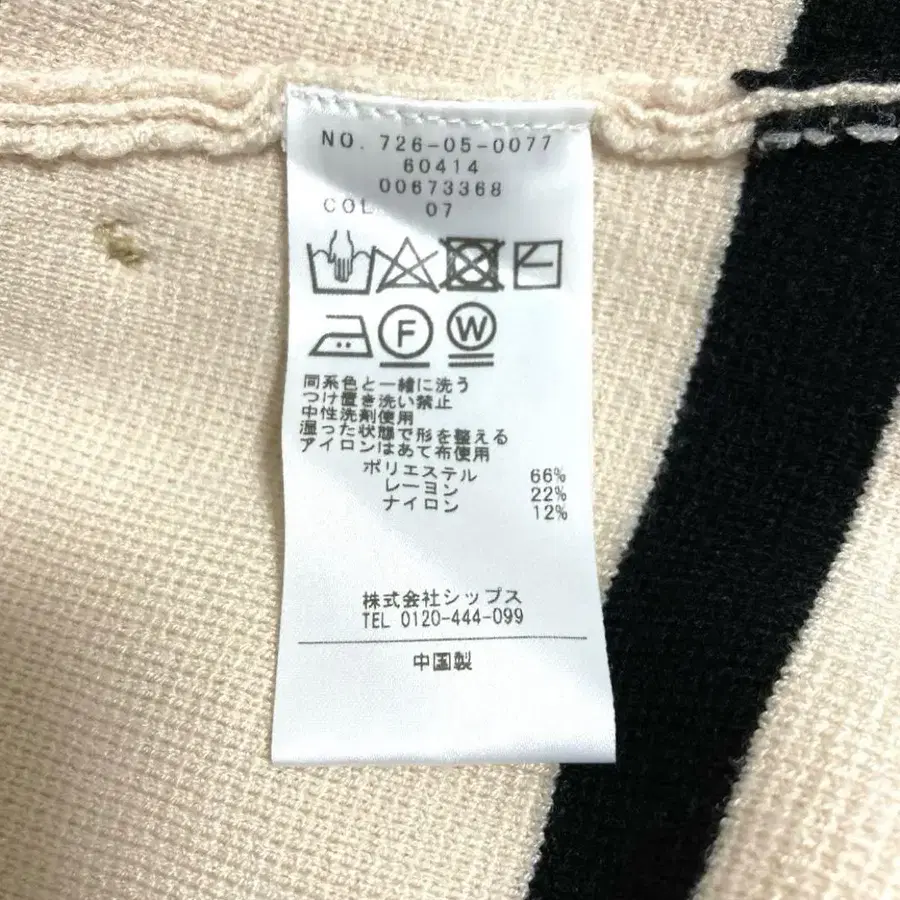 NO. 726-05-0077
60414
00673368
COL 07
F W
同系色と一緒に洗う
つけ置き洗い禁止
中性洗剤使用
湿った状態で形を整える
アイロンはあて布使用
ポリエステル 66%
レーヨン 22%
ナイロン 12%
株式会社シップス
TEL 0120-444-099
中国製